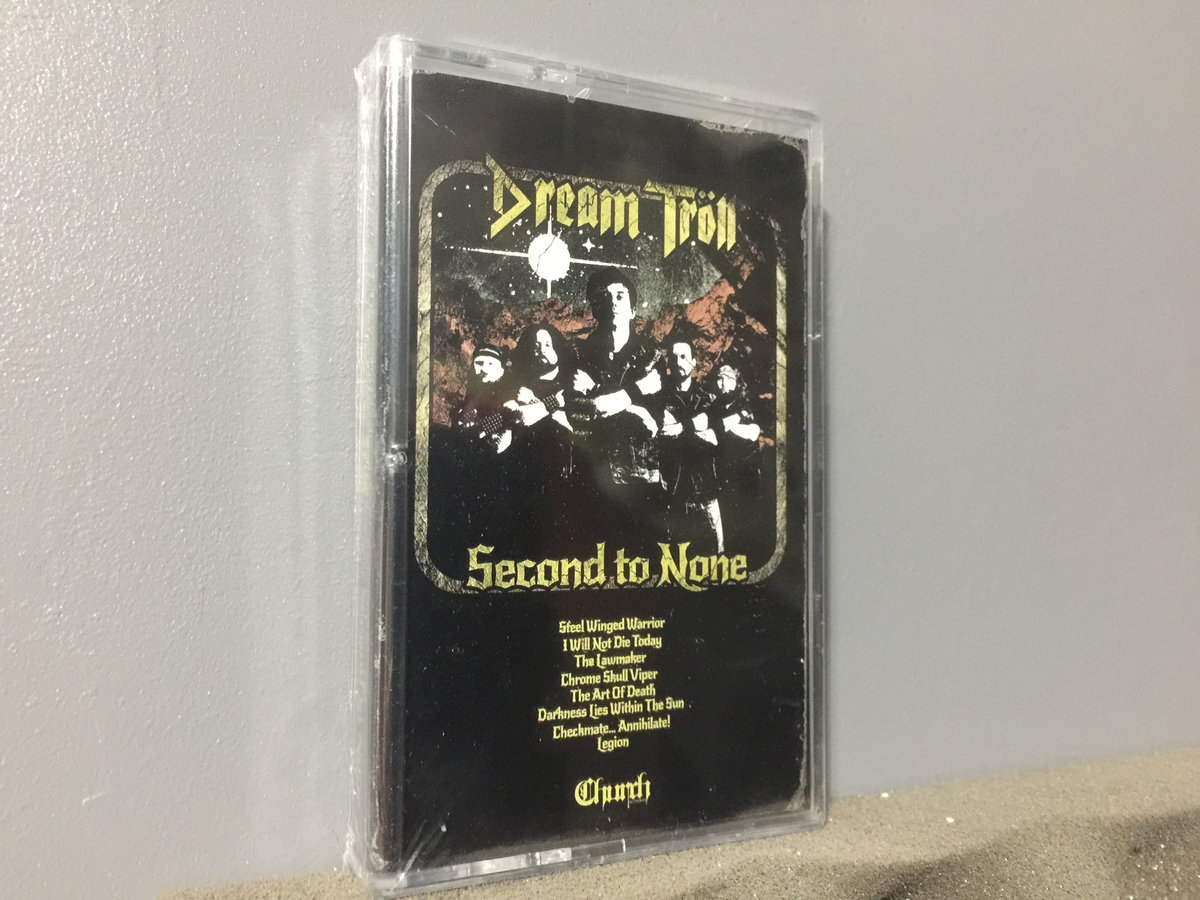 Dream Tröll
Second to None
Steel Winged Warrior
I Will Not Die Today
The Lawmaker
Chrome Skull Viper
The Art Of Death
Darkness Lies Within The Sun
Checkmate... Annihilate!
Legion
Church